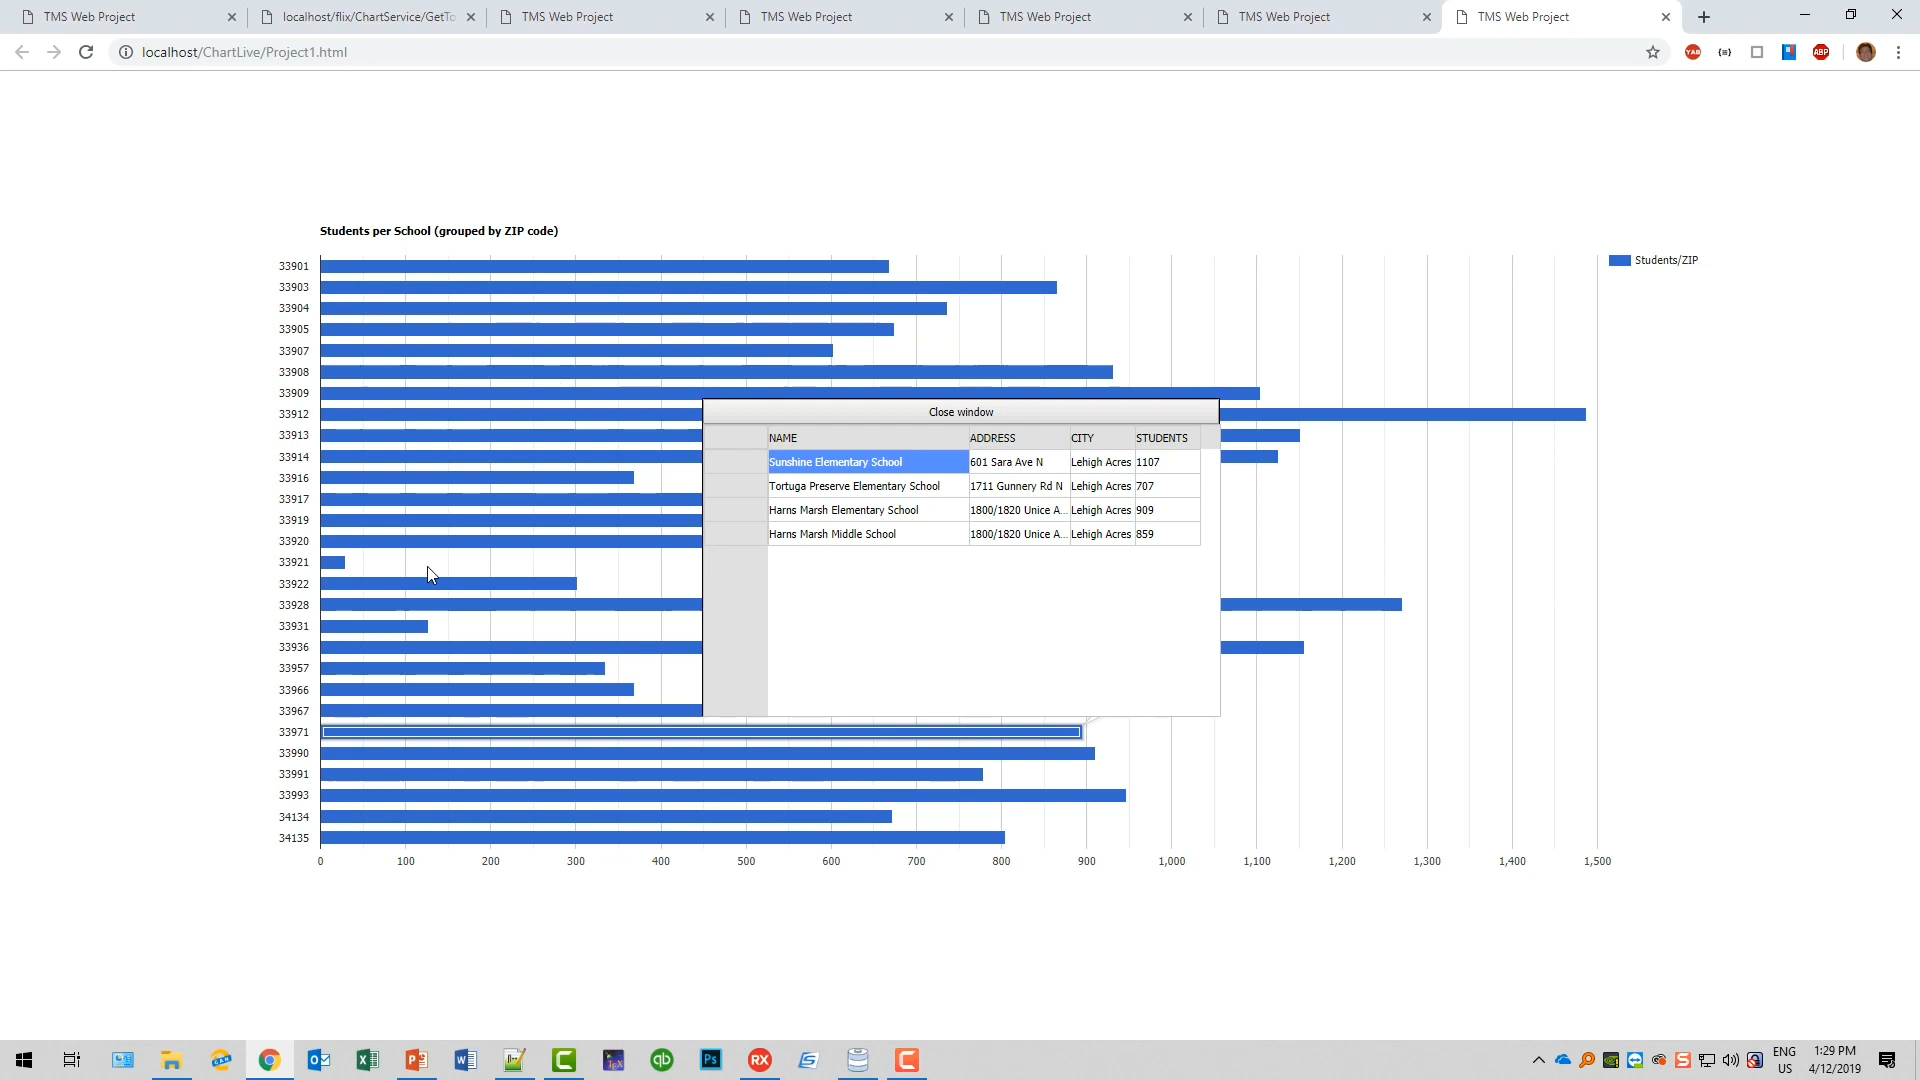 TMS Web Project
localhost/flix/ChartService/GetTo
TMS Web Project
TMS Web Project
TMS Web Project
TMS Web Project
TMS Web Project
localhost/ChartLive/Project1.html
YAB
ABP
Students per School (grouped by ZIP code)
Students/ZIP
33901
33903
33904
33905
33907
33908
33909
33912
33913
33914
33916
33917
33919
33920
33921
33922
33928
33931
33936
33957
33966
33967
33971
33990
33991
33993
34134
34135
Close window
NAME ADDRESS CITY STUDENTS
Sunshine Elementary School 601 Sara Ave N Lehigh Acres 1107
Tortuga Preserve Elementary School 1711 Gunnery Rd N Lehigh Acres 707
Harns Marsh Elementary School 1800/1820 Unice A... Lehigh Acres 909
Harns Marsh Middle School 1800/1820 Unice A... Lehigh Acres 859
0 100 200 300 400 500 600 700 800 900 1,000 1,100 1,200 1,300 1,400 1,500
qb
Ps
RX
ENG
US
1:29 PM
4/12/2019